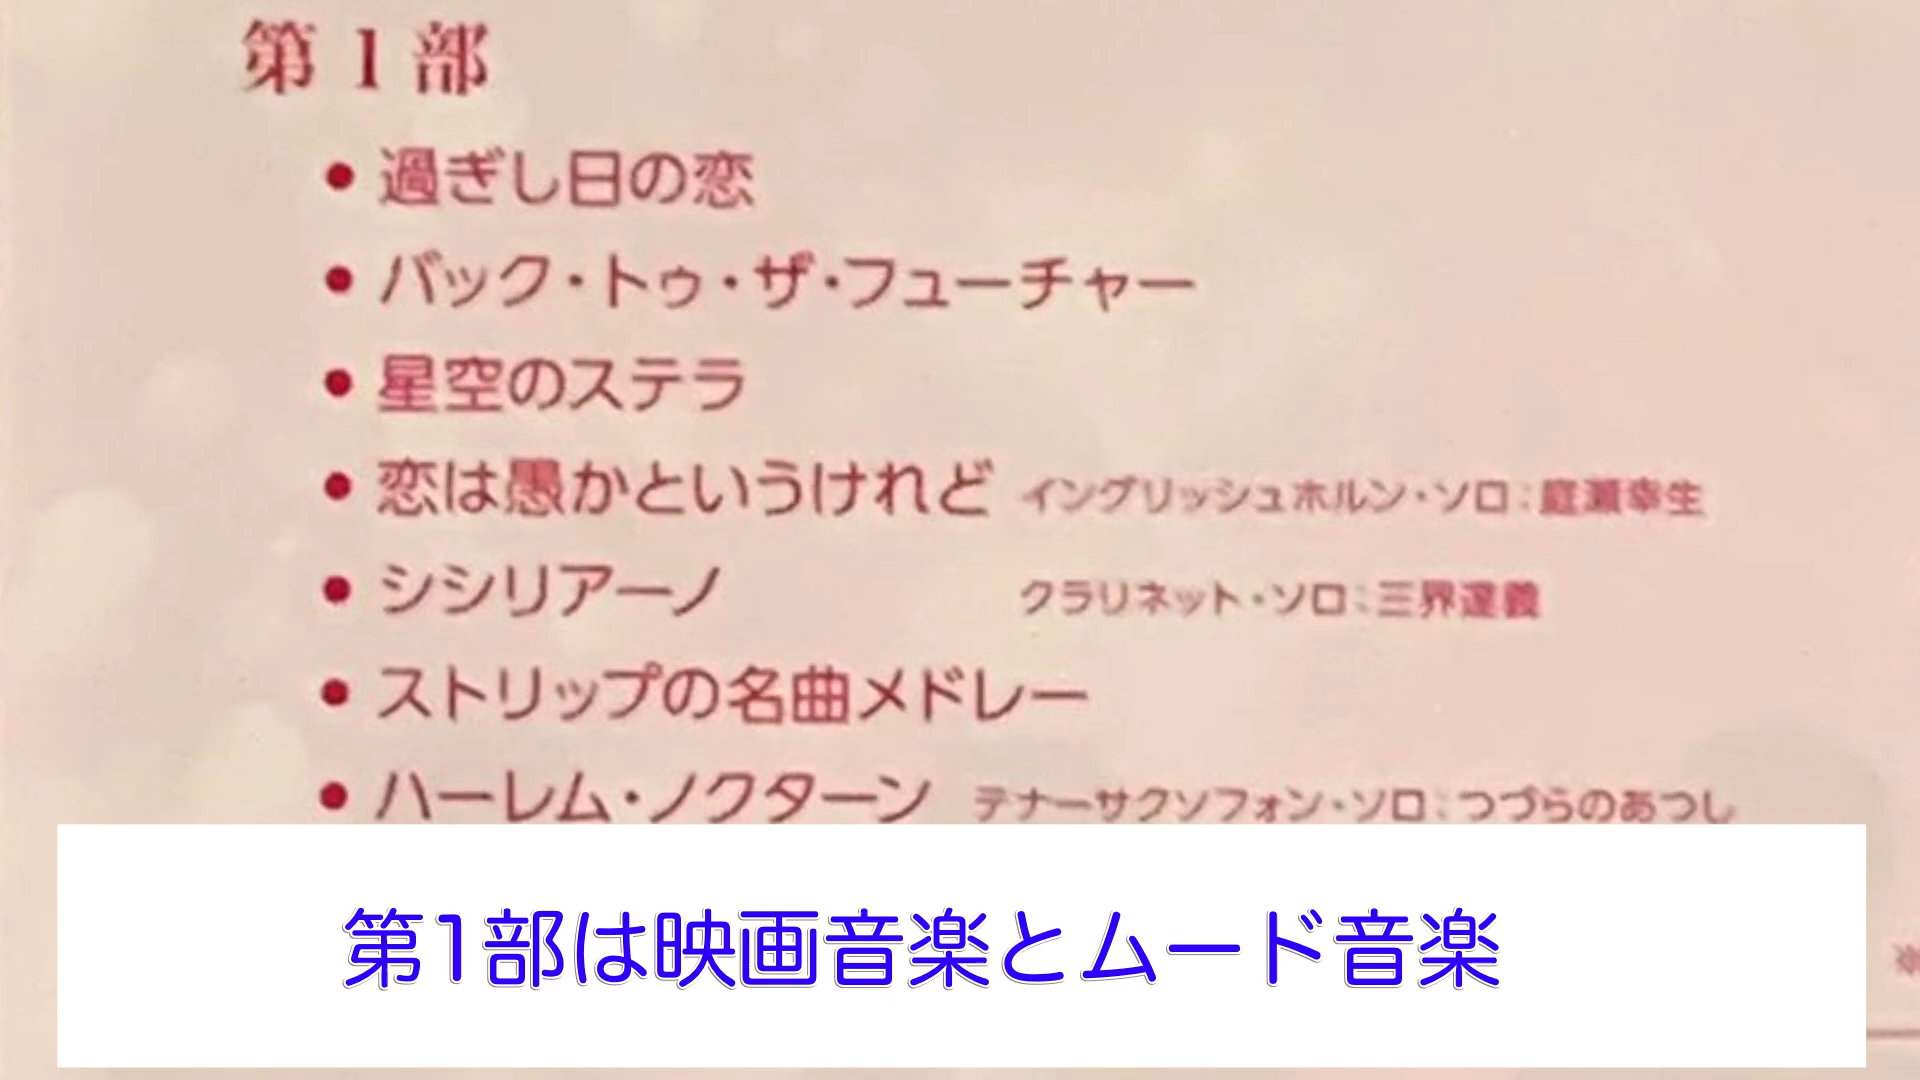 第1部
• 過ぎし日の恋
• バック・トゥ・ザ・フューチャー
• 星空のステラ
• 恋は愚かというけれど イングリッシュホルン・ソロ：庭瀬幸生
• シシリアーノ クラリネット・ソロ：三界達義
• ストリップの名曲メドレー
• ハーレム・ノクターン テナーサクソフォン・ソロ：つづらのあつし
第1部は映画音楽とムード音楽
※